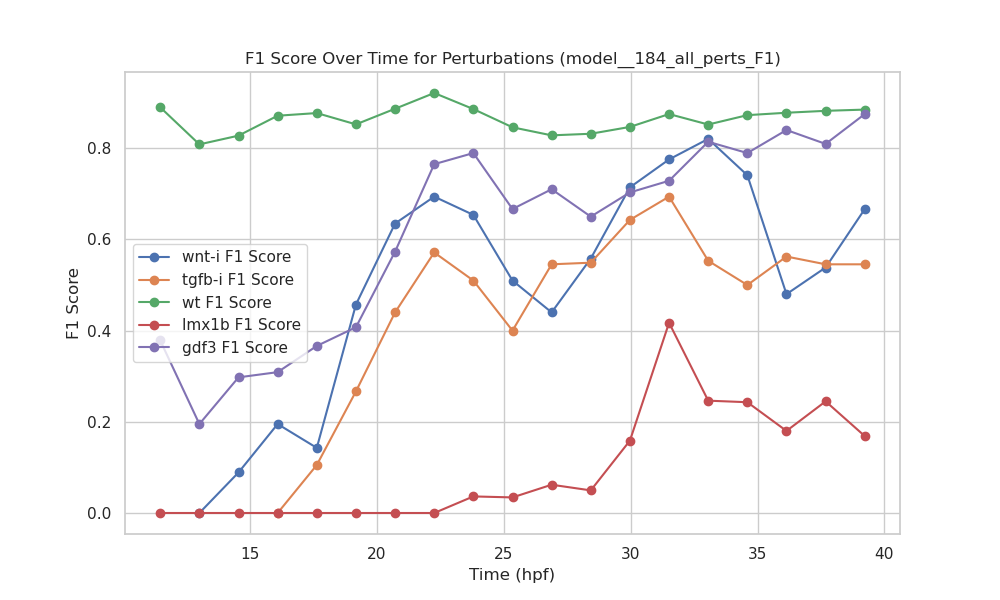 F1 Score Over Time for Perturbations (model__184_all_perts_F1)
F1 Score
0.8
0.6
0.4
0.2
0.0
wnt-i F1 Score
tgfb-i F1 Score
wt F1 Score
lmx1b F1 Score
gdf3 F1 Score
15
20
25
30
35
40
Time (hpf)